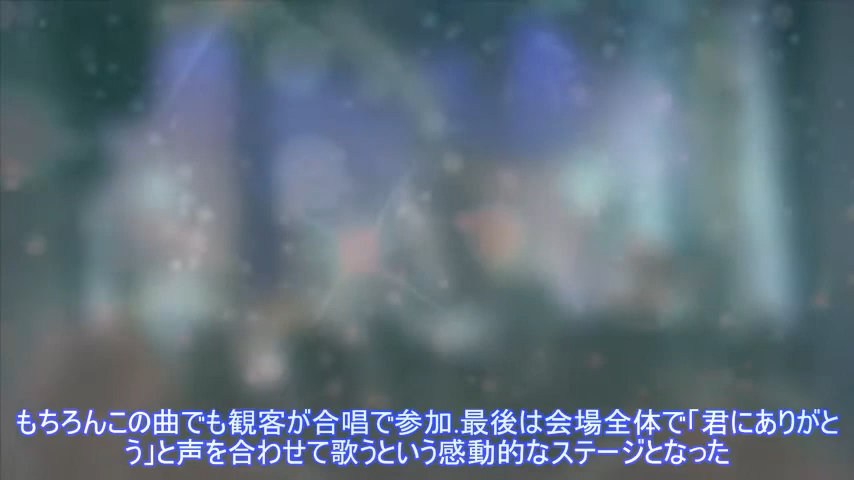 もちろんこの曲でも観客が合唱で参加.最後は会場全体で「君にありがと
う」と声を合わせて歌うという感動的なステージとなった